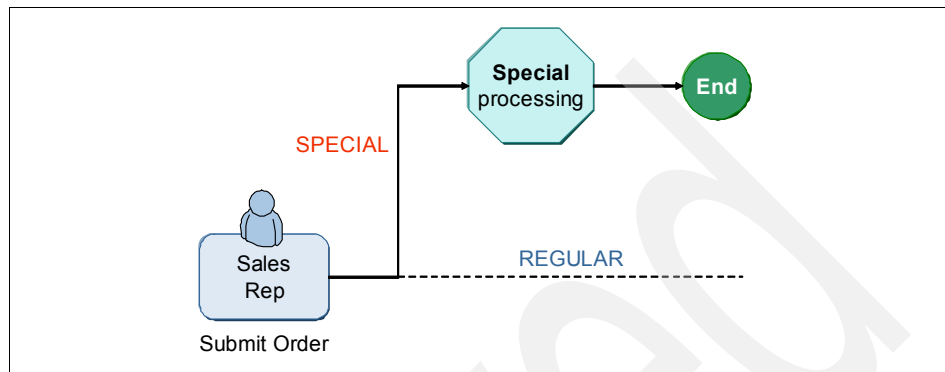 Special
processing
End
SPECIAL
REGULAR
Sales
Rep
Submit Order